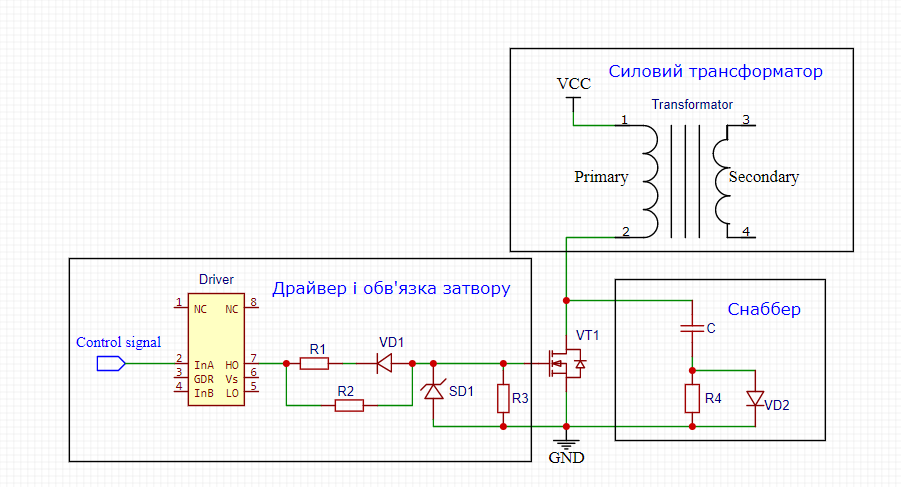 Силовий трансформатор
VCC
Transformator
1
3
Primary
Secondary
2
4
Driver
Драйвер і обв'язка затвору
Снаббер
1
NC
NC
8
Control signal
2
InA
HO
7
3
GDR
Vs
6
4
InB
LO
5
R1
VD1
R2
SD1
R3
VT1
C
R4
VD2
GND